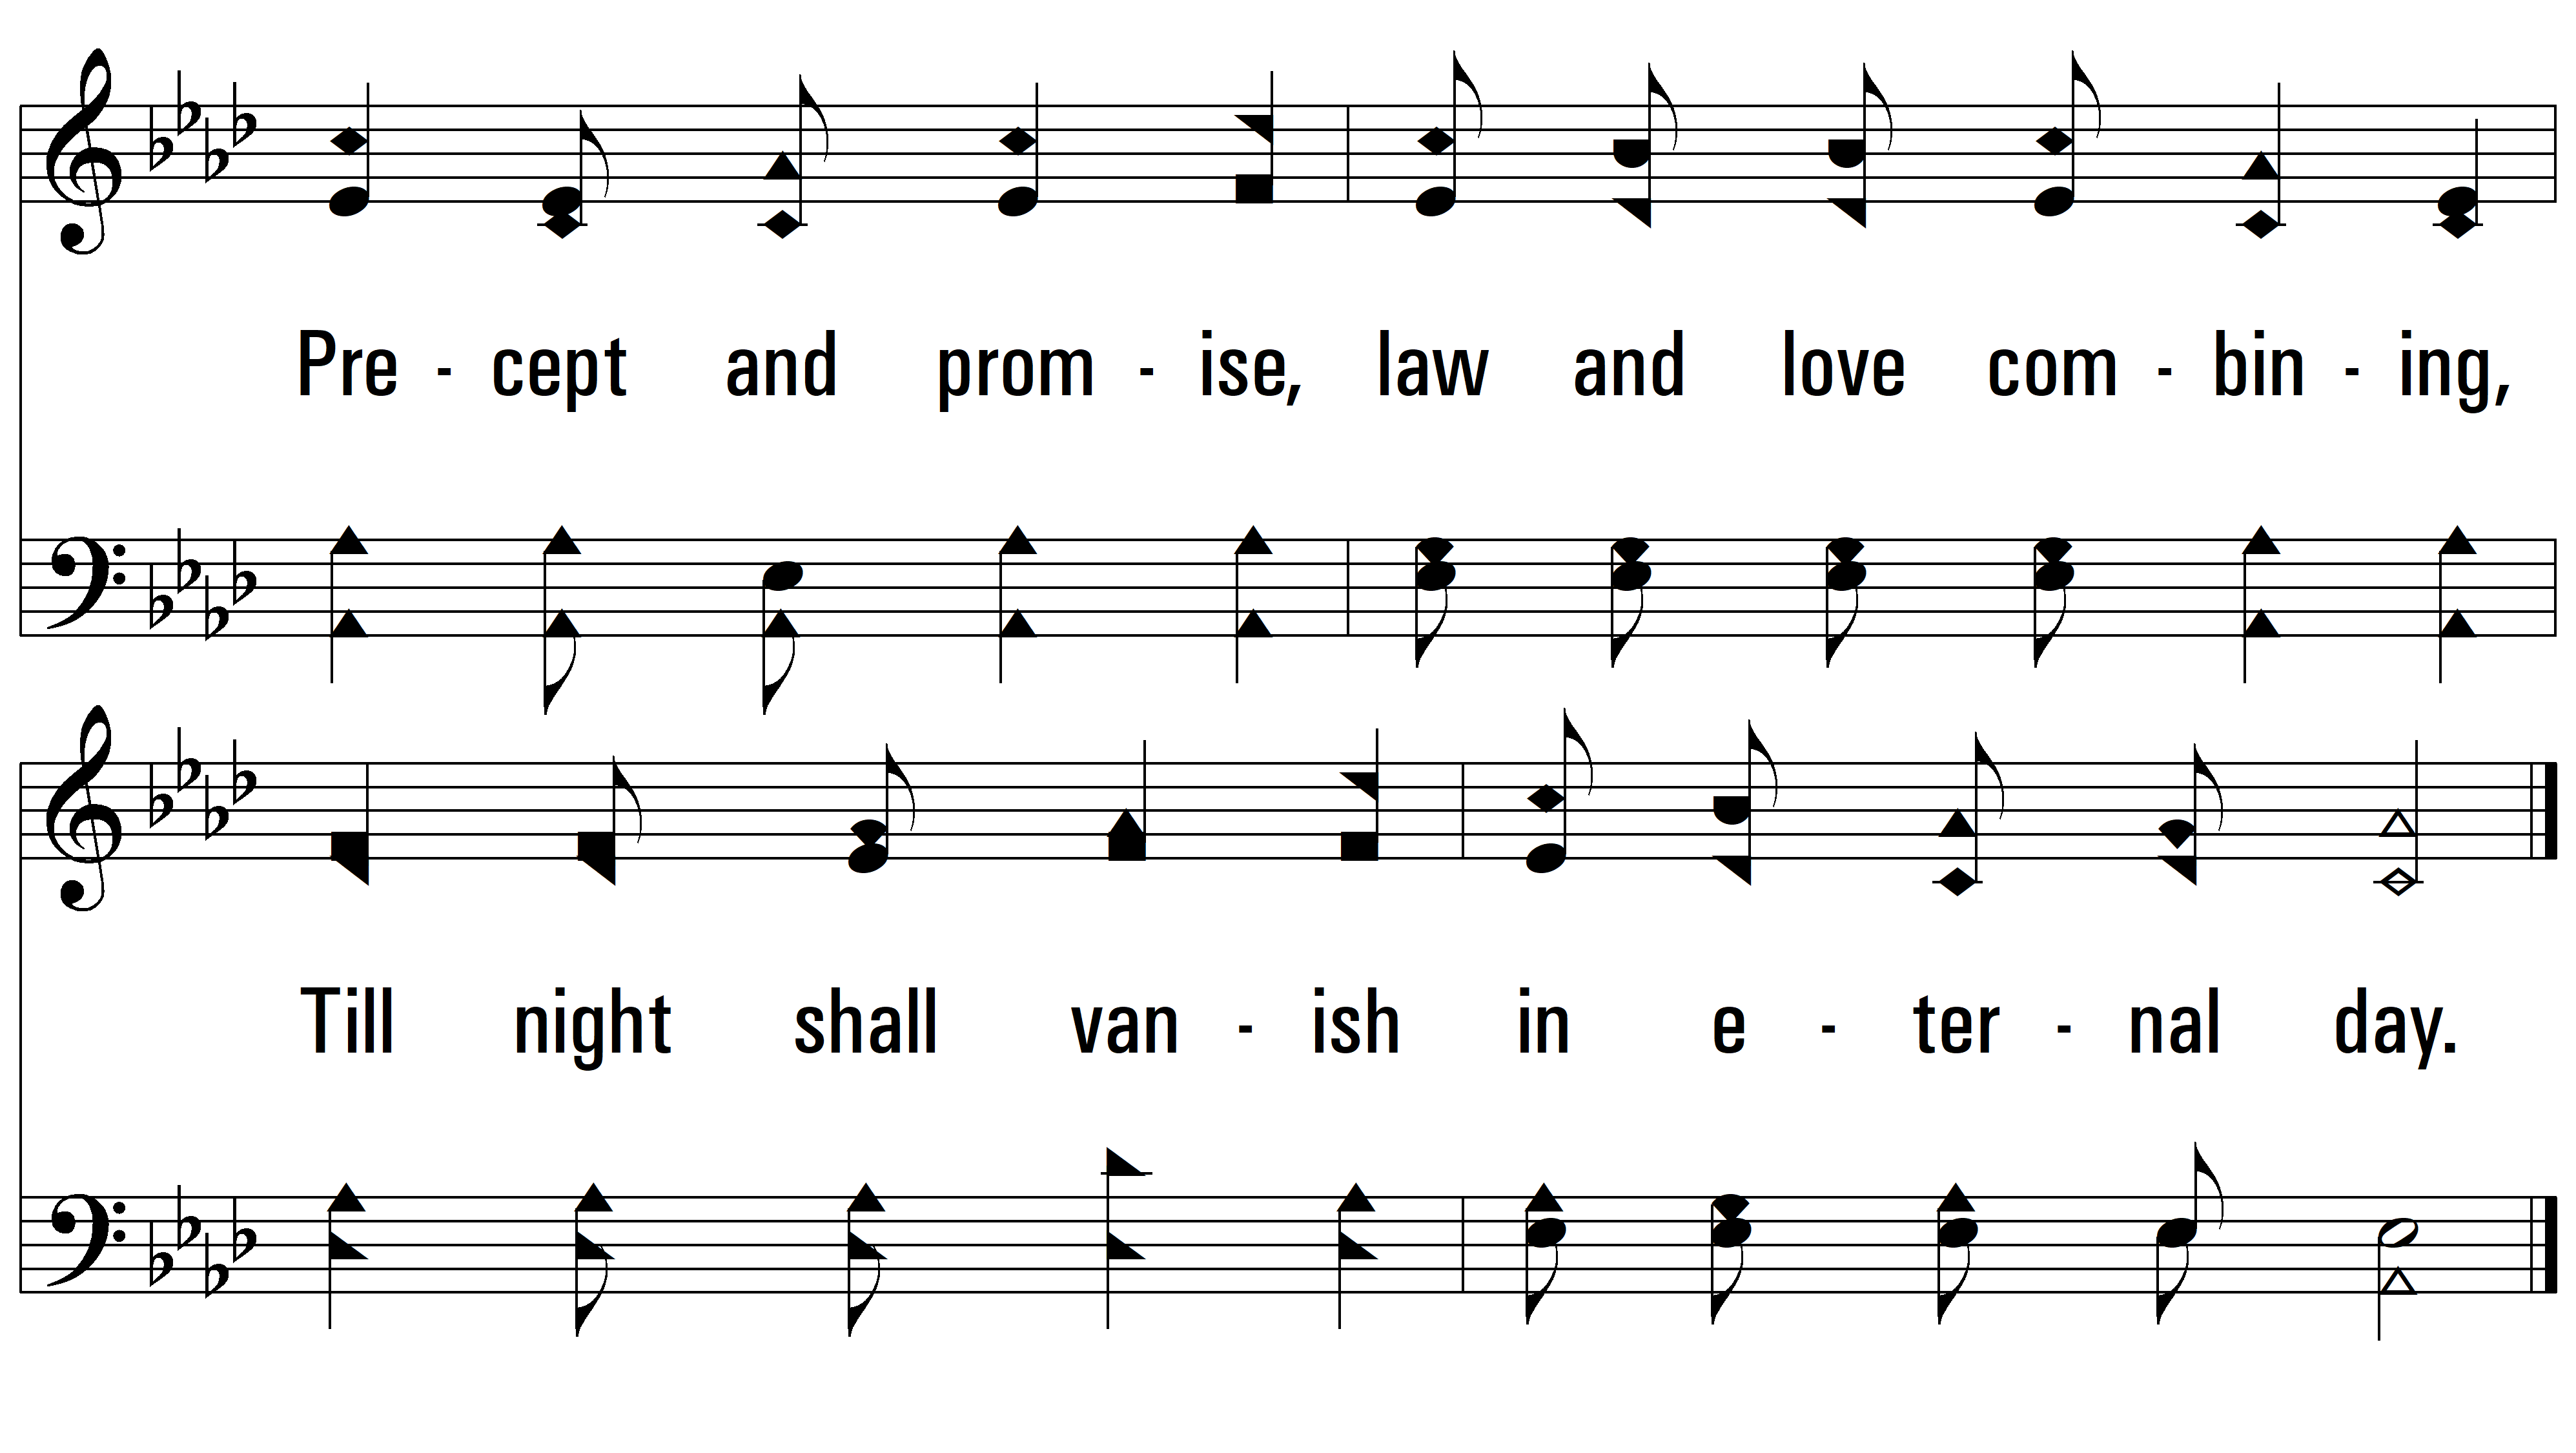 Pre - cept and prom - ise, law and love com - bin - ing,
Till night shall van - ish in e - ter - nal day.